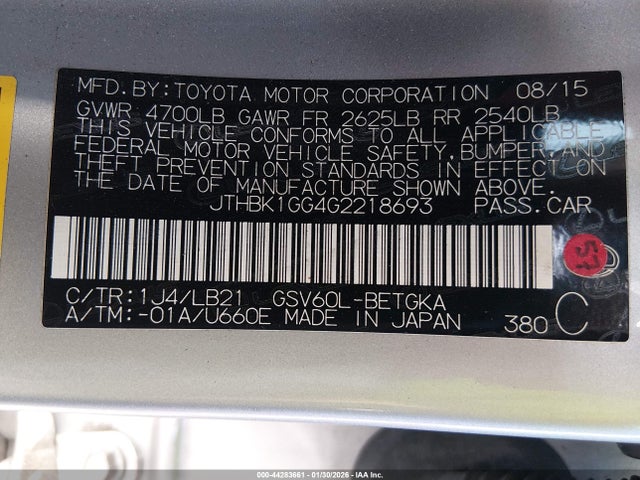 MFD.BY:TOYOTA MOTOR CORPORATION 08/15
GVWR 4700LB GAWR FR 2625LB RR 2540LB
THIS VEHICLE CONFORMS TO ALL APPLICABLE
FEDERAL MOTOR VEHICLE SAFETY,BUMPER,AND
THEFT PREVENTION STANDARDS IN EFFECT ON
THE DATE OF MANUFACTURE SHOWN ABOVE.
JTHBK1GG4G2218693 PASS.CAR
C/TR:1J4/LB21 GSV60L-BETGKA
A/TM:-01A/U660E MADE IN JAPAN 380 C
000-44283661 - 01/30/2026 - IAA Inc.